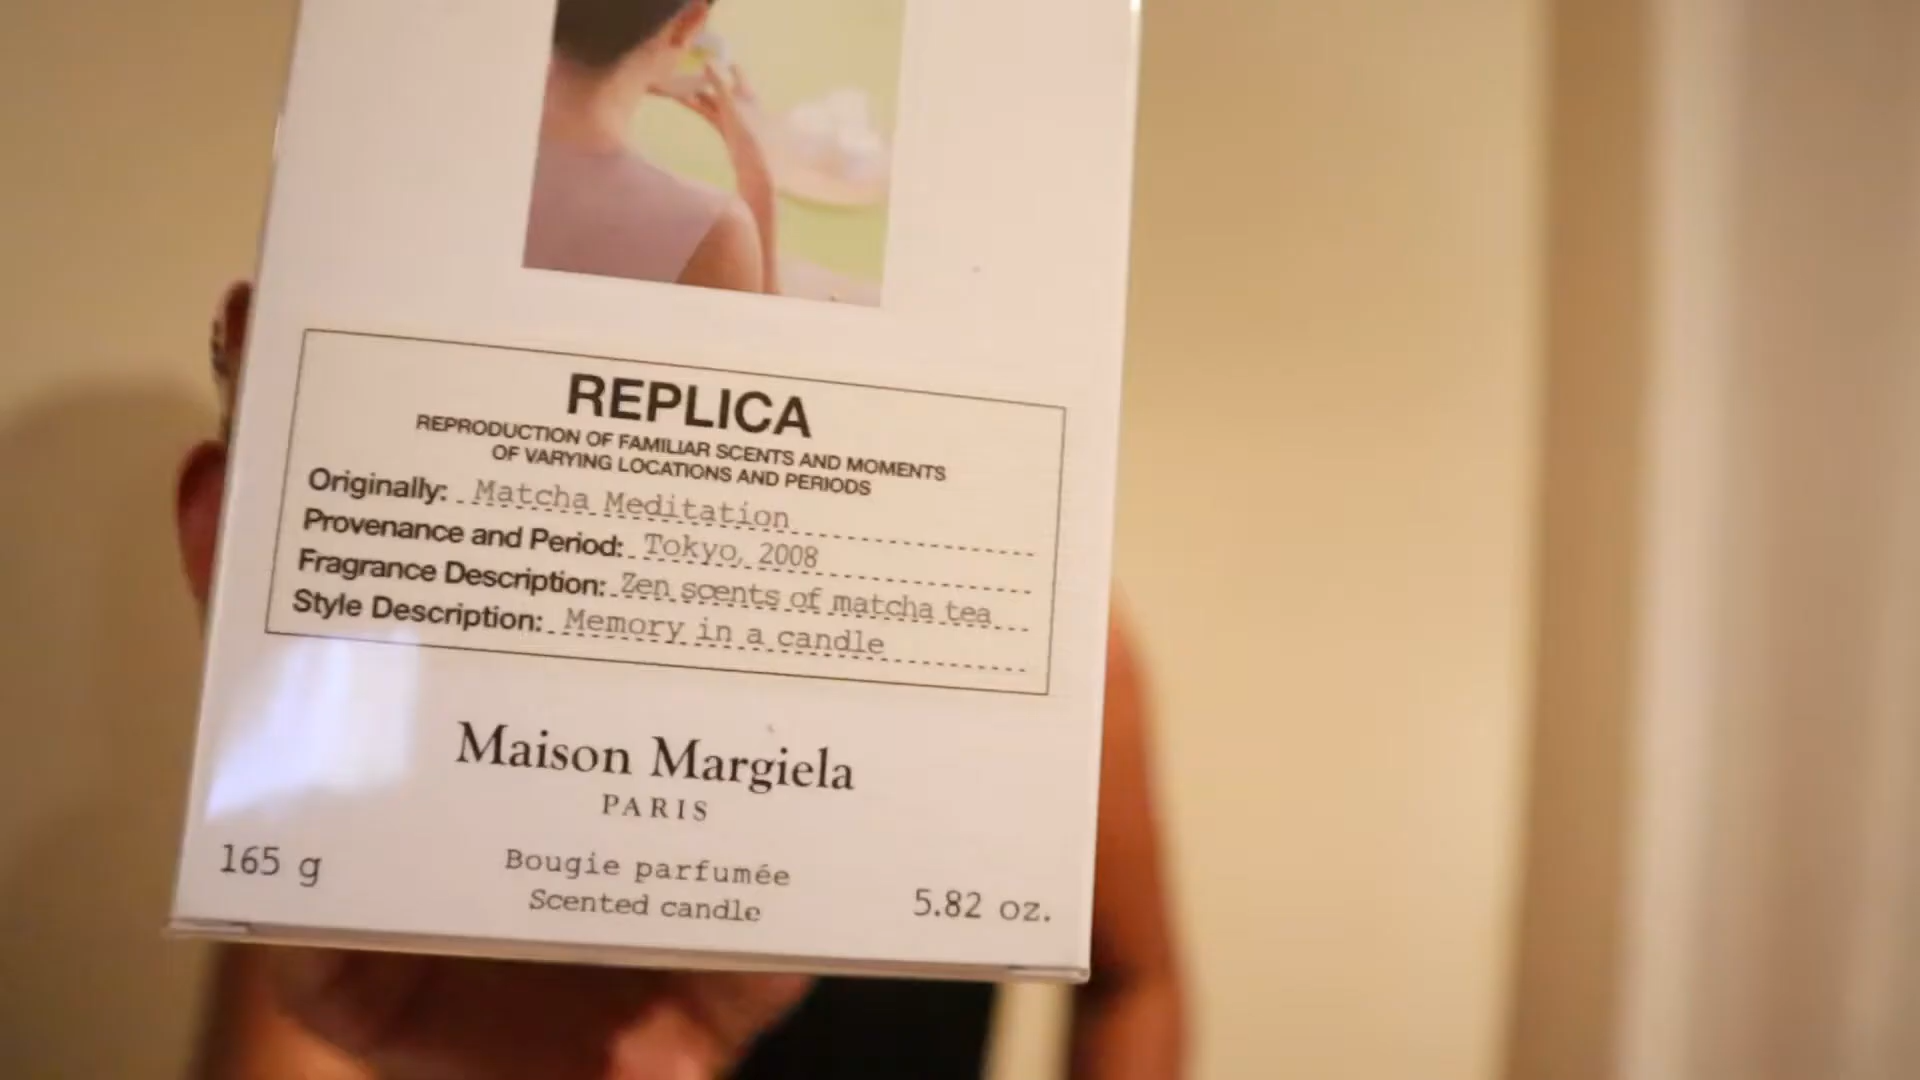 REPLICA
REPRODUCTION OF FAMILIAR SCENTS AND MOMENTS
OF VARYING LOCATIONS AND PERIODS
Originally: Matcha Meditation
Provenance and Period: Tokyo, 2008
Fragrance Description: Zen scents of matcha tea
Style Description: Memory in a candle
Maison Margiela
PARIS
165 g
Bougie parfumée
Scented candle
5.82 oz.